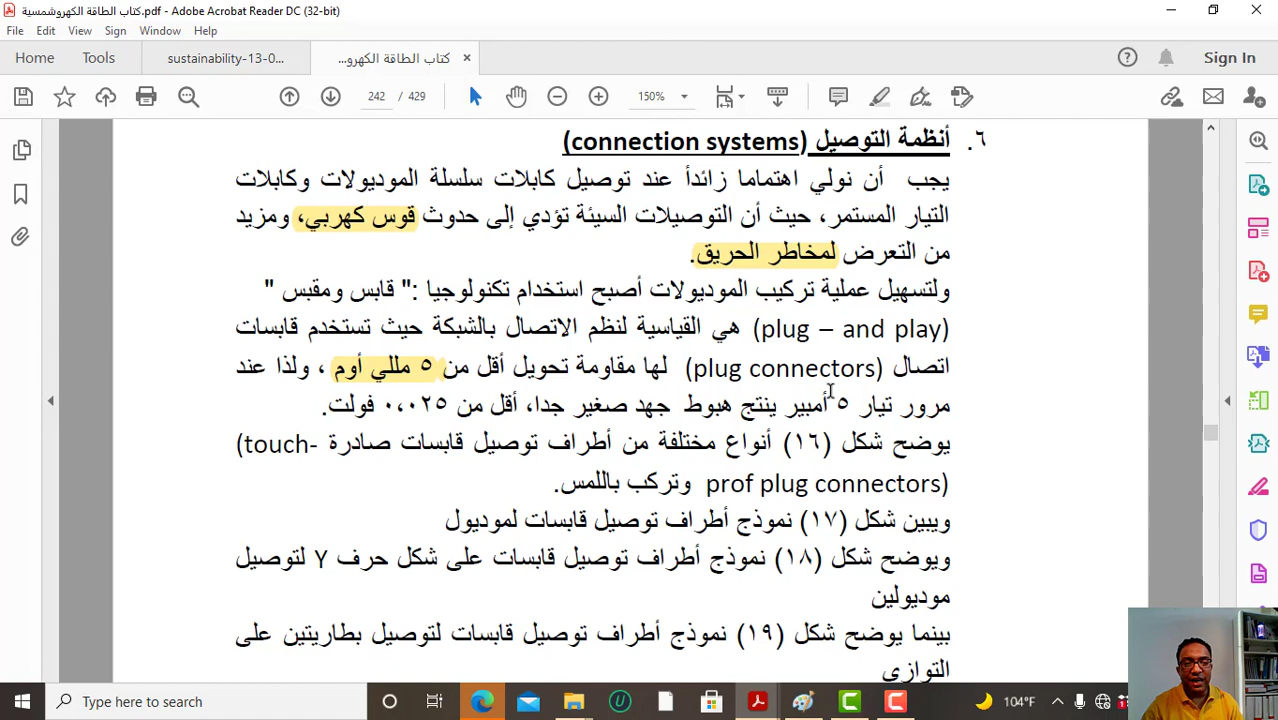 كتاب الطاقة الكهروشمسية.pdf - Adobe Acrobat Reader DC (32-bit)
File Edit View Sign Window Help
Home Tools sustainability-13-0... كتاب الطاقة الكهرو... Sign In
242 / 429 150%
٦. أنظمة التوصيل (connection systems)
يجب أن نولي اهتماما زائدأ عند توصيل كابلات سلسلة الموديولات وكابلات
التيار المستمر، حيث أن التوصيلات السيئة تؤدي إلى حدوث قوس كهربي، ومزيد
من التعرض لمخاطر الحريق.
ولتسهيل عملية تركيب الموديولات أصبح استخدام تكنولوجيا :" قابس ومقبس "
(plug – and play) هي القياسية لنظم الاتصال بالشبكة حيث تستخدم قابسات
اتصال (plug connectors) لها مقاومة تحويل أقل من ٥ مللي أوم ، ولذا عند
مرور تيار ٥ أمبير ينتج هبوط جهد صغير جدا، أقل من ٠،٠٢٥ فولت.
يوضح شكل (١٦) أنواع مختلفة من أطراف توصيل قابسات صادرة (touch-
prof plug connectors) وتركب باللمس.
ويبين شكل (١٧) نموذج أطراف توصيل قابسات لموديول
ويوضح شكل (١٨) نموذج أطراف توصيل قابسات على شكل حرف Y لتوصيل
موديولين
بينما يوضح شكل (١٩) نموذج أطراف توصيل قابسات لتوصيل بطاريتين على
التوازي
Type here to search 104°F